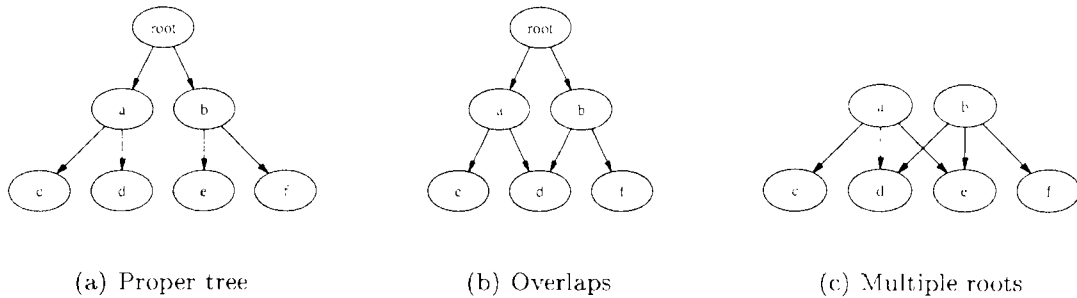 root root
a b a b a b
c d e f c d f c d e f
(a) Proper tree (b) Overlaps (c) Multiple roots